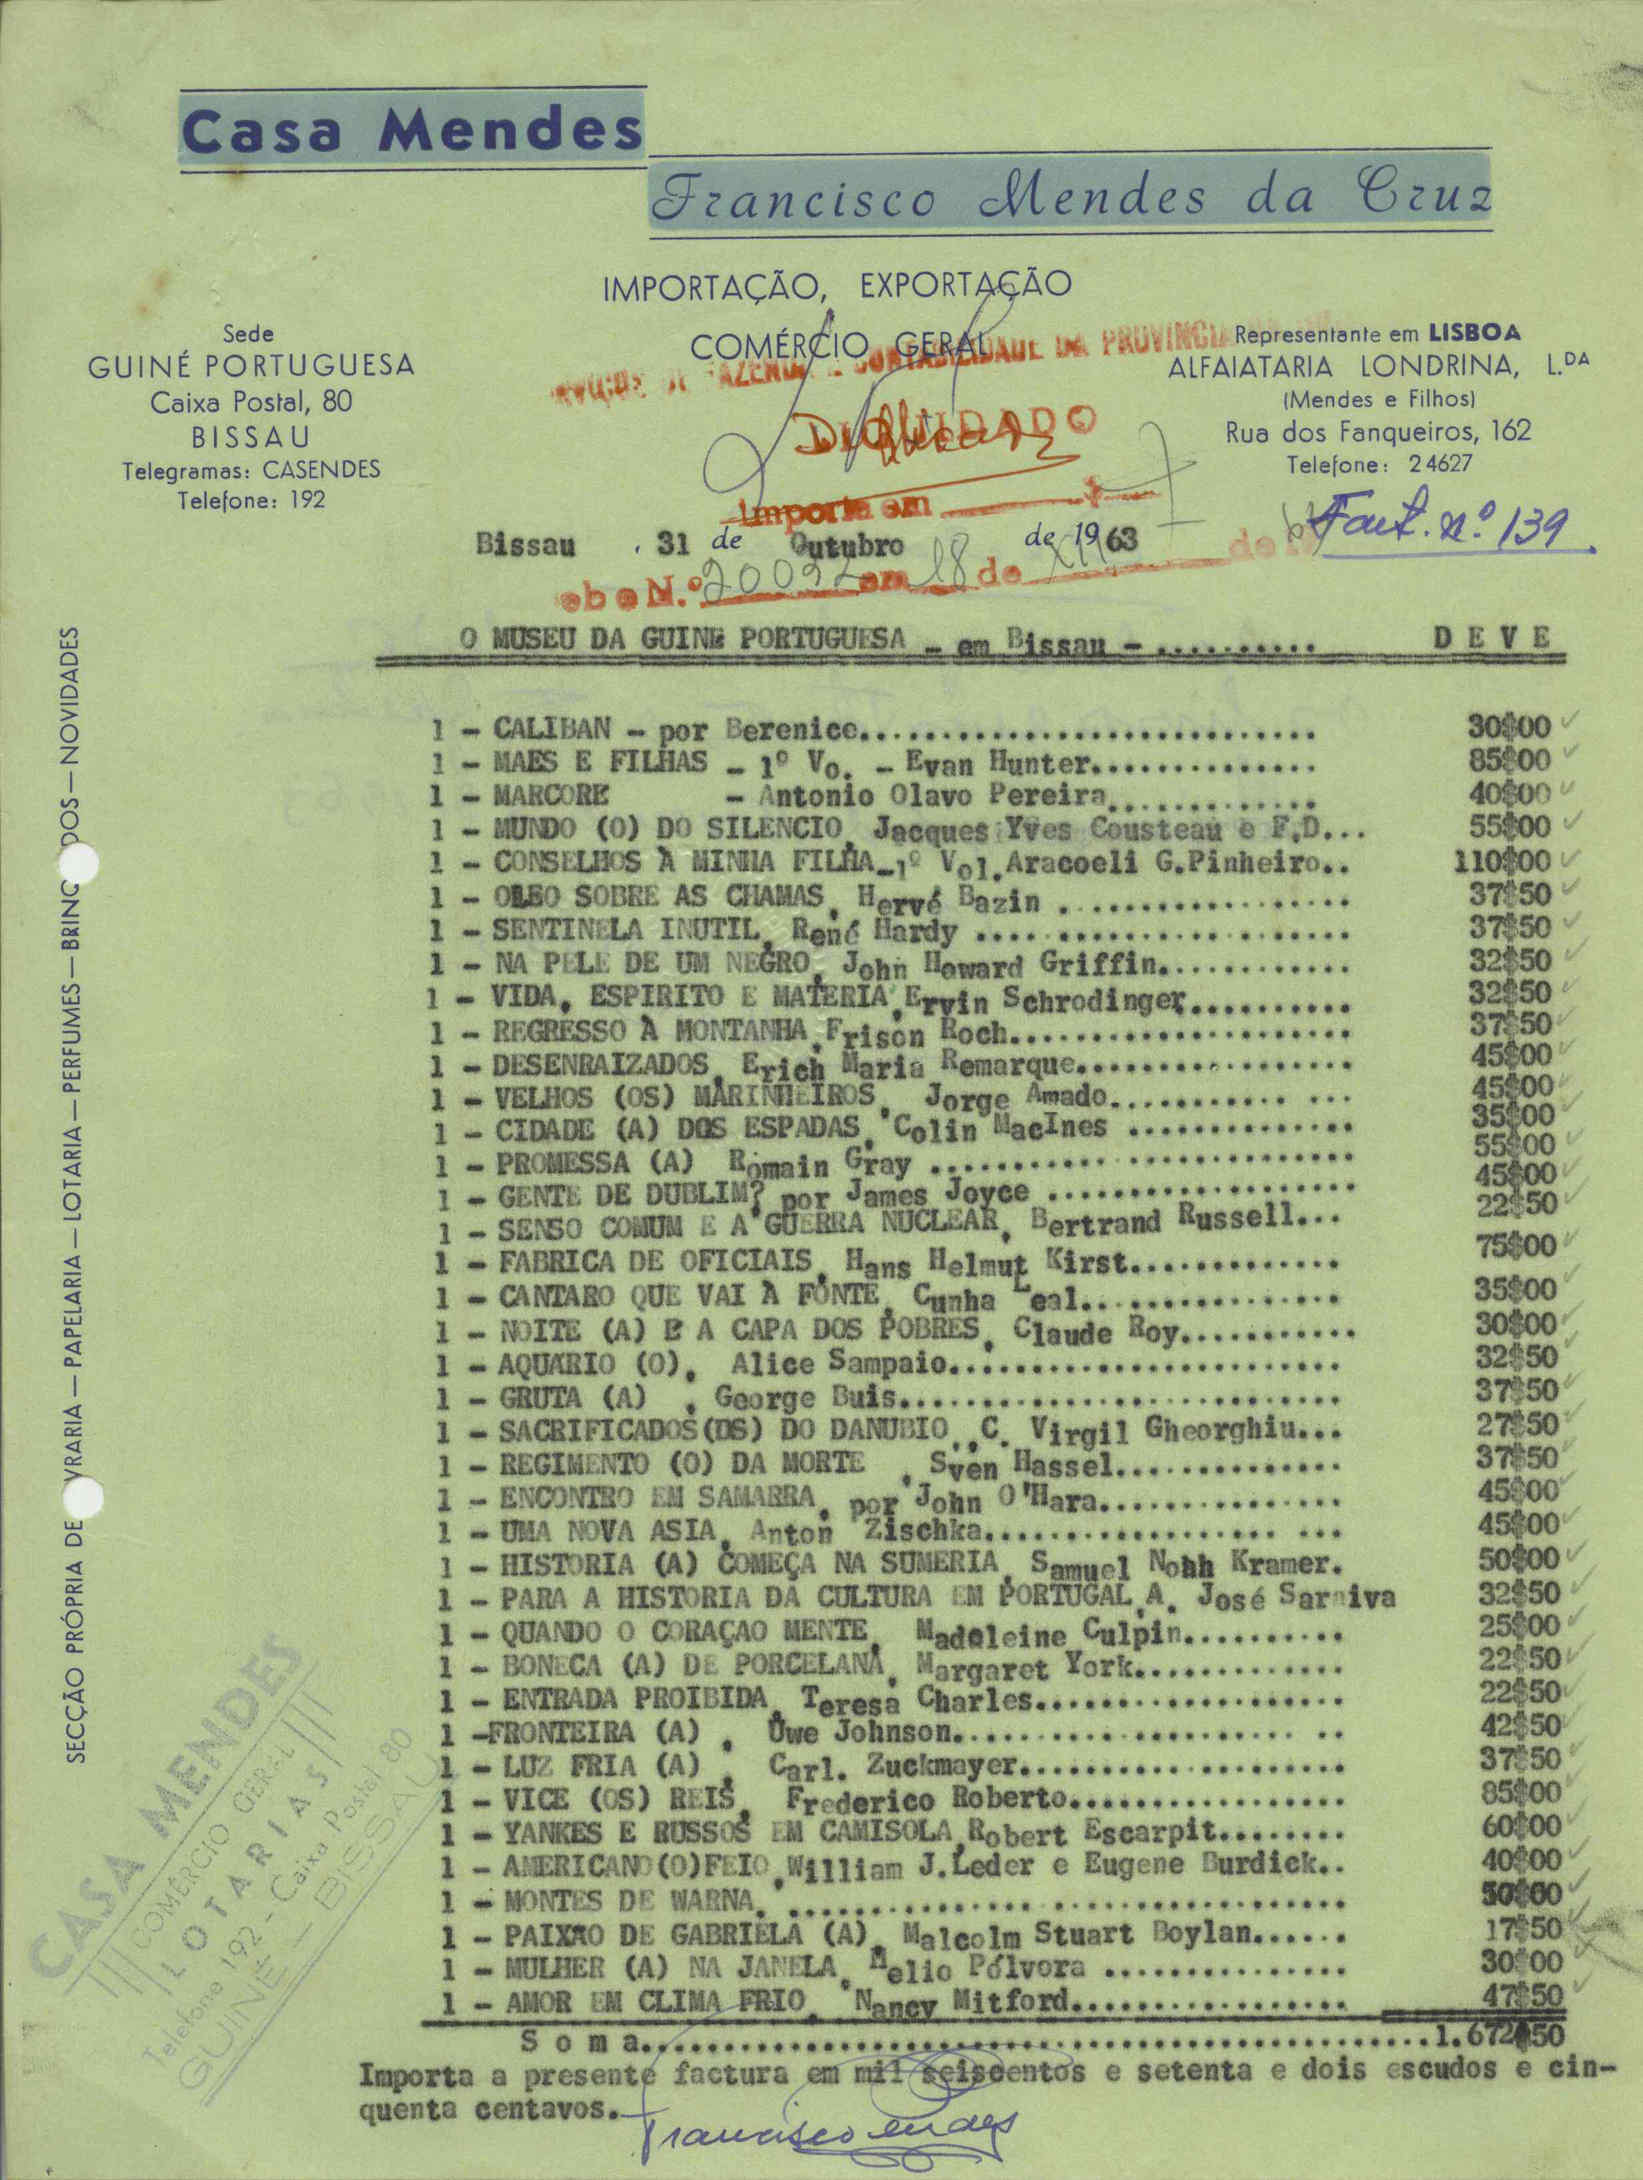 Casa Mendes
Francisco Mendes da Cruz
IMPORTAÇÃO, EXPORTAÇÃO
COMÉRCIO GERAL
Sede
GUINÉ PORTUGUESA
Caixa Postal, 80
BISSAU
Telegramas: CASENDES
Telefone: 192
Representante em LISBOA
ALFAIATARIA LONDRINA, L.DA
(Mendes e Filhos)
Rua dos Fanqueiros, 162
Telefone: 24627
FAZENDA E CONTABILIDADE DA PROVINCIA
Importa em
Fact. nº 139
Bissau, 31 de Outubro de 1963
N.º 20092 em 18 de XII de
O MUSEU DA GUINE PORTUGUESA - em Bissau - .......... D E V E
1 - CALIBAN - por Berenice............................ 30$00
1 - MAES E FILHAS - 1º Vo. - Evan Hunter.............. 85$00
1 - MARCORE - Antonio Olavo Pereira............. 40$00
1 - MUNDO (O) DO SILENCIO, Jacques Yves Cousteau e F.D... 55$00
1 - CONSELHOS À MINHA FILHA-1º Vol.Aracoeli G.Pinheiro.. 110$00
1 - OLEO SOBRE AS CHAMAS, Hervé Bazin .................. 37$50
1 - SENTINELA INUTIL, René Hardy ....................... 37$50
1 - NA PELE DE UM NEGRO, John Howard Griffin............ 32$50
1 - VIDA, ESPIRITO E MATERIA,Ervin Schrodinger.......... 32$50
1 - REGRESSO À MONTANHA,Frison Roch..................... 37$50
1 - DESENRAIZADOS, Erich Maria Remarque................. 45$00
1 - VELHOS (OS) MARINHEIROS, Jorge Amado........... ... 45$00
1 - CIDADE (A) DOS ESPADAS, Colin MacInes .............. 35$00
1 - PROMESSA (A) Romain Gray .......................... 55$00
1 - GENTE DE DUBLIM? por James Joyce ................... 45$00
1 - SENSO COMUM E A GUERRA NUCLEAR, Bertrand Russell... 22$50
1 - FABRICA DE OFICIAIS, Hans Helmut Kirst............. 75$00
1 - CANTARO QUE VAI À FONTE, Cunha Leal................ 35$00
1 - NOITE (A) E A CAPA DOS POBRES, Claude Roy........... 30$00
1 - AQUARIO (O), Alice Sampaio........................ 32$50
1 - GRUTA (A) , George Buis........................... 37$50
1 - SACRIFICADOS(OS) DO DANUBIO, C. Virgil Gheorghiu... 27$50
1 - REGIMENTO (O) DA MORTE , Sven Hassel.............. 37$50
1 - ENCONTRO EM SAMARRA, por John O'Hara............... 45$00
1 - UMA NOVA ASIA, Anton Zischka.................. ... 45$00
1 - HISTORIA (A) COMEÇA NA SUMERIA, Samuel Nohh Kramer. 50$00
1 - PARA A HISTORIA DA CULTURA EM PORTUGAL,A. José Saraiva 32$50
1 - QUANDO O CORAÇAO MENTE, Madeleine Culpin.......... 25$00
1 - BONECA (A) DE PORCELANA, Margaret York............. 22$50
1 - ENTRADA PROIBIDA, Teresa Charles................... 22$50
1 -FRONTEIRA (A) , Uwe Johnson..................... .. 42$50
1 - LUZ FRIA (A) , Carl. Zuckmayer.................... 37$50
1 - VICE (OS) REIS, Frederico Roberto................. 85$00
1 - YANKES E RUSSOS EM CAMISOLA,Robert Escarpit........ 60$00
1 - AMERICANO(O)FEIO,William J.Leder e Eugene Burdick.. 40$00
1 - MONTES DE WARNA. .................................. 50$00
1 - PAIXAO DE GABRIELA (A), Malcolm Stuart Boylan...... 17$50
1 - MULHER (A) NA JANELA, Helio Pólvora ............... 30$00
1 - AMOR EM CLIMA FRIO, Nancy Mitford................. 47$50
S o m a.................................................1.672$50
Importa a presente factura em mil seiscentos e setenta e dois escudos e cin-
quenta centavos.-
Francisco Mendes
SECÇÃO PRÓPRIA DE VRARIA — PAPELARIA — LOTARIA — PERFUMES — BRINC DOS — NOVIDADES
CASA MENDES
COMÉRCIO GERAL
LOTARIAS
Telefone 192 - Caixa Postal 80
GUINÉ — BISSAU